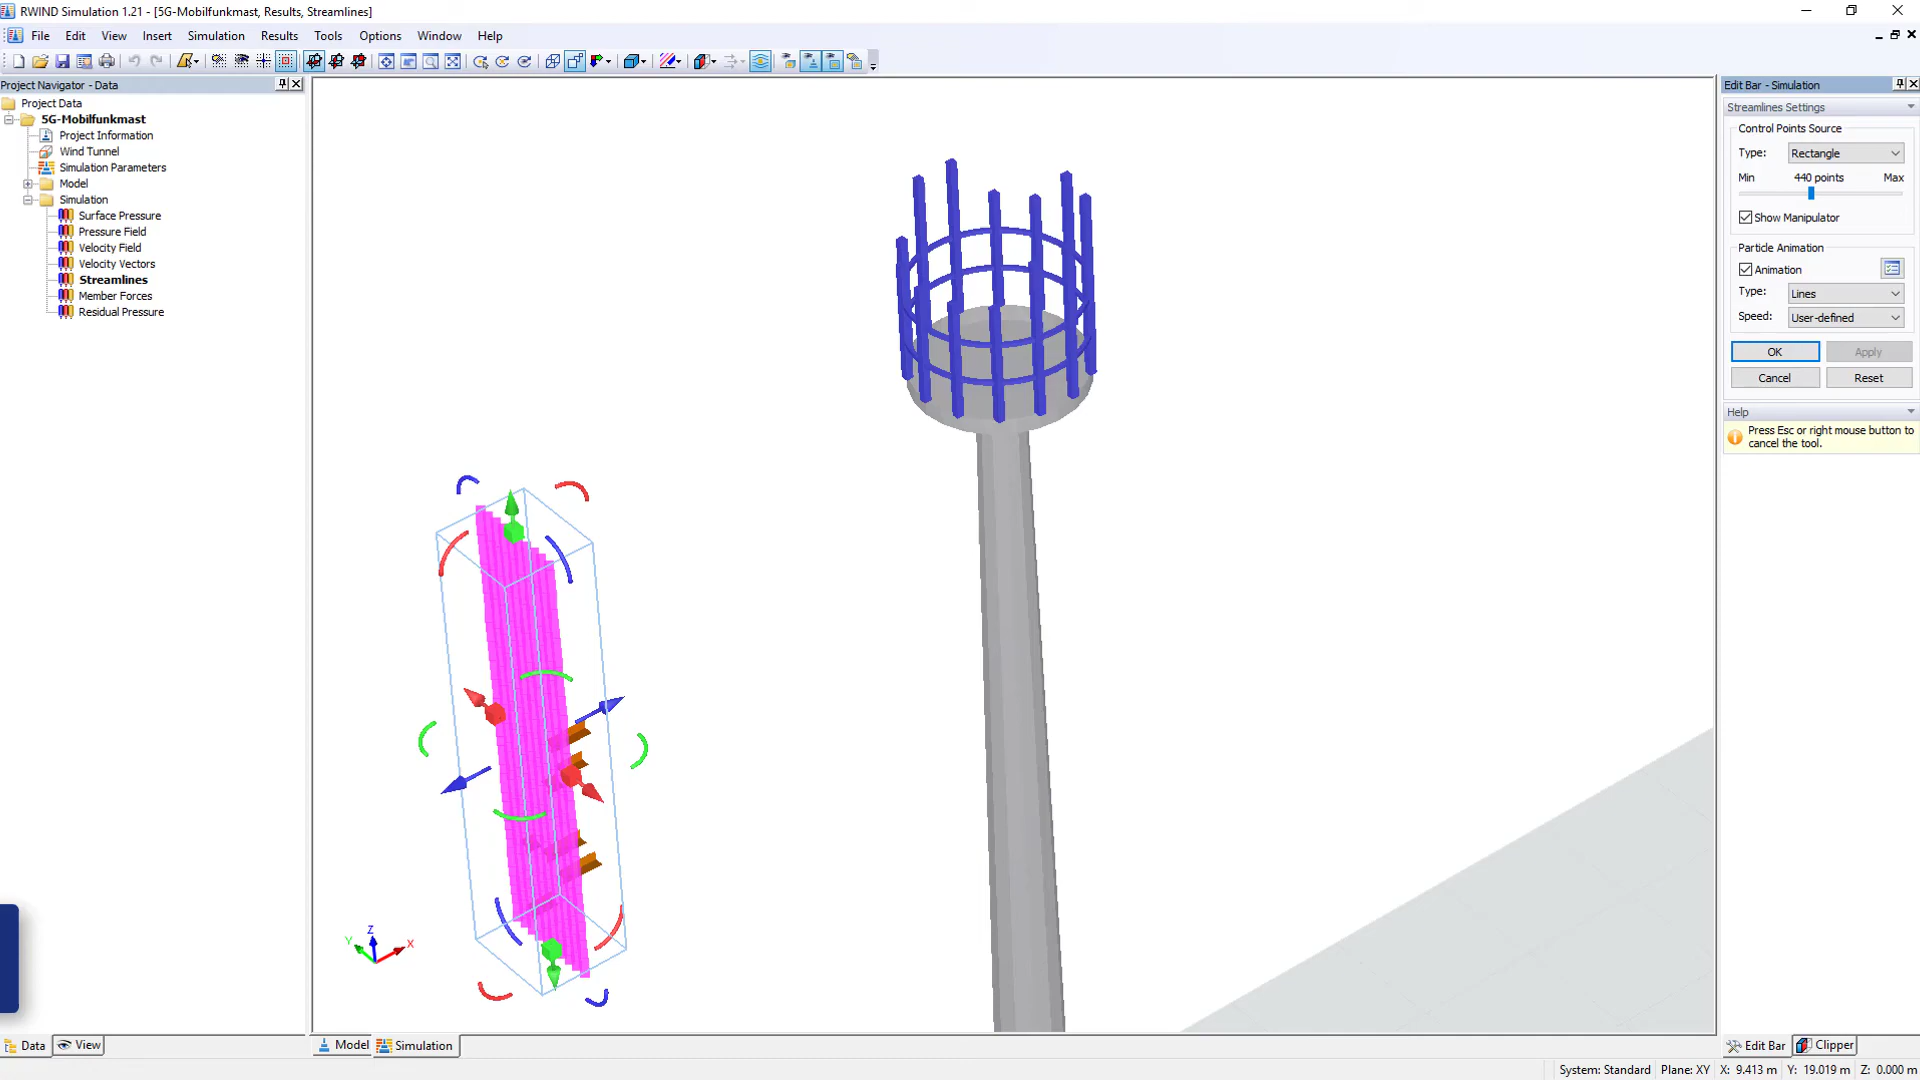 RWIND Simulation 1.21 - [5G-Mobilfunkmast, Results, Streamlines]
File Edit View Insert Simulation Results Tools Options Window Help
Project Navigator - Data
Project Data
5G-Mobilfunkmast
Project Information
Wind Tunnel
Simulation Parameters
Model
Simulation
Surface Pressure
Pressure Field
Velocity Field
Velocity Vectors
Streamlines
Member Forces
Residual Pressure
Z
Y
X
Edit Bar - Simulation
Streamlines Settings
Control Points Source
Type: Rectangle
Min 440 points Max
Show Manipulator
Particle Animation
Animation
Type: Lines
Speed: User-defined
OK Apply
Cancel Reset
Help
Press Esc or right mouse button to
cancel the tool.
Data View
Model Simulation
Edit Bar Clipper
System: Standard Plane: XY X: 9.413 m Y: 19.019 m Z: 0.000 m